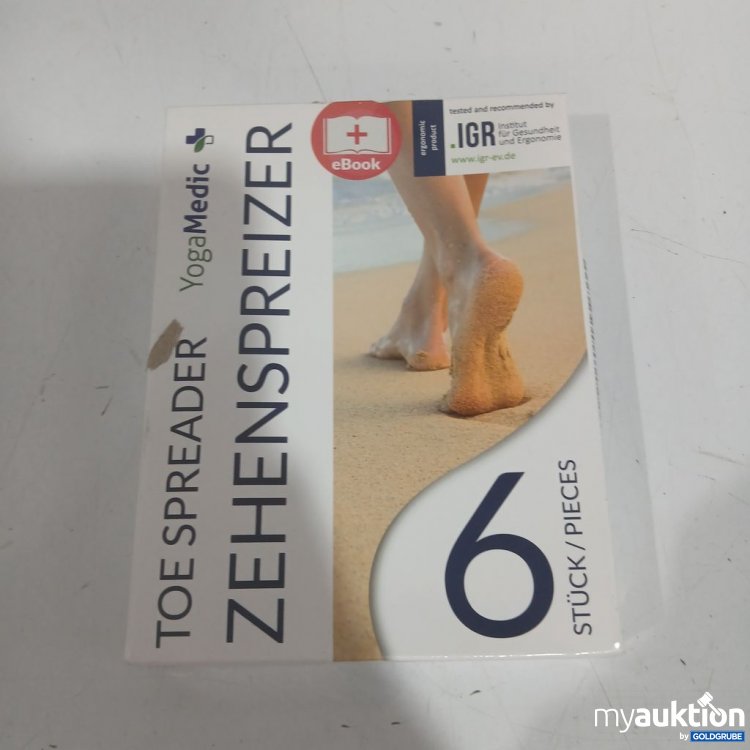 TOE SPREADER
YogaMedic
ZEHENSPREIZER
eBook
ergonomic
product
tested and recommended by
.IGR
Institut
für Gesundheit
und Ergonomie
www.igr-ev.de
6
STÜCK / PIECES
myauktion
by GOLDGRUBE